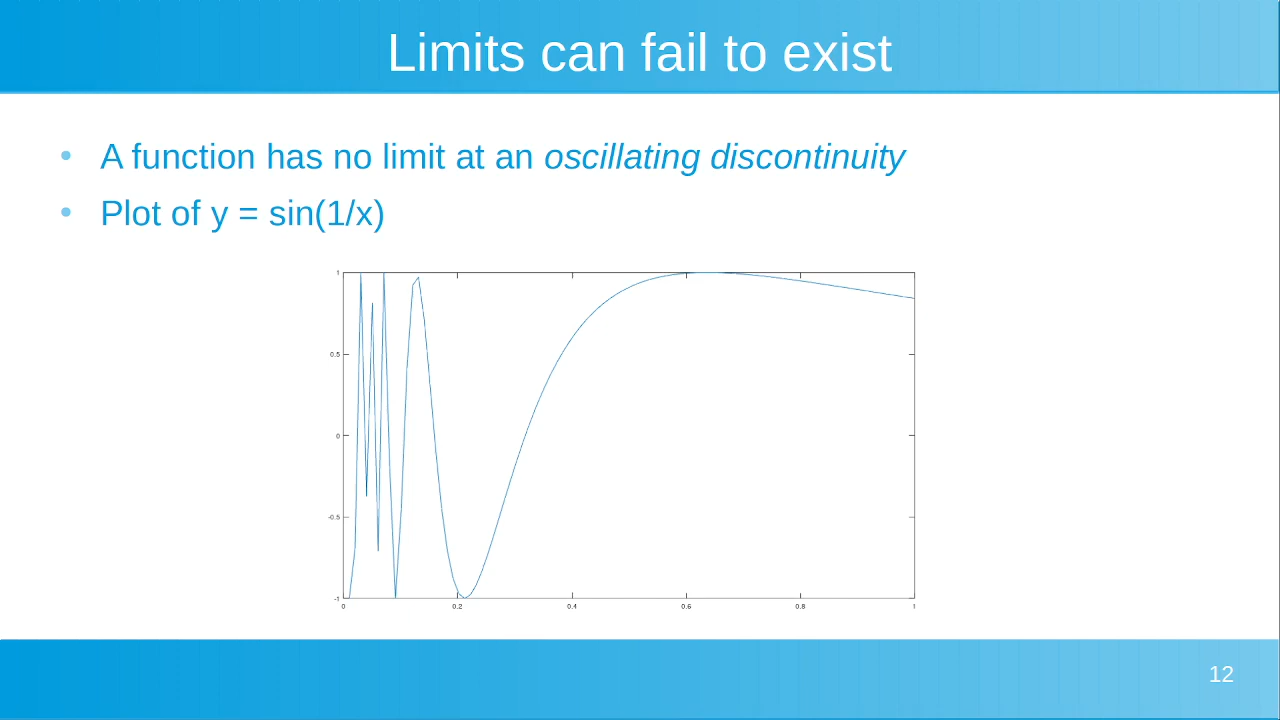 Limits can fail to exist
• A function has no limit at an oscillating discontinuity
• Plot of y = sin(1/x)
1
0.5
0
-0.5
-1
0 0.2 0.4 0.6 0.8 1
12